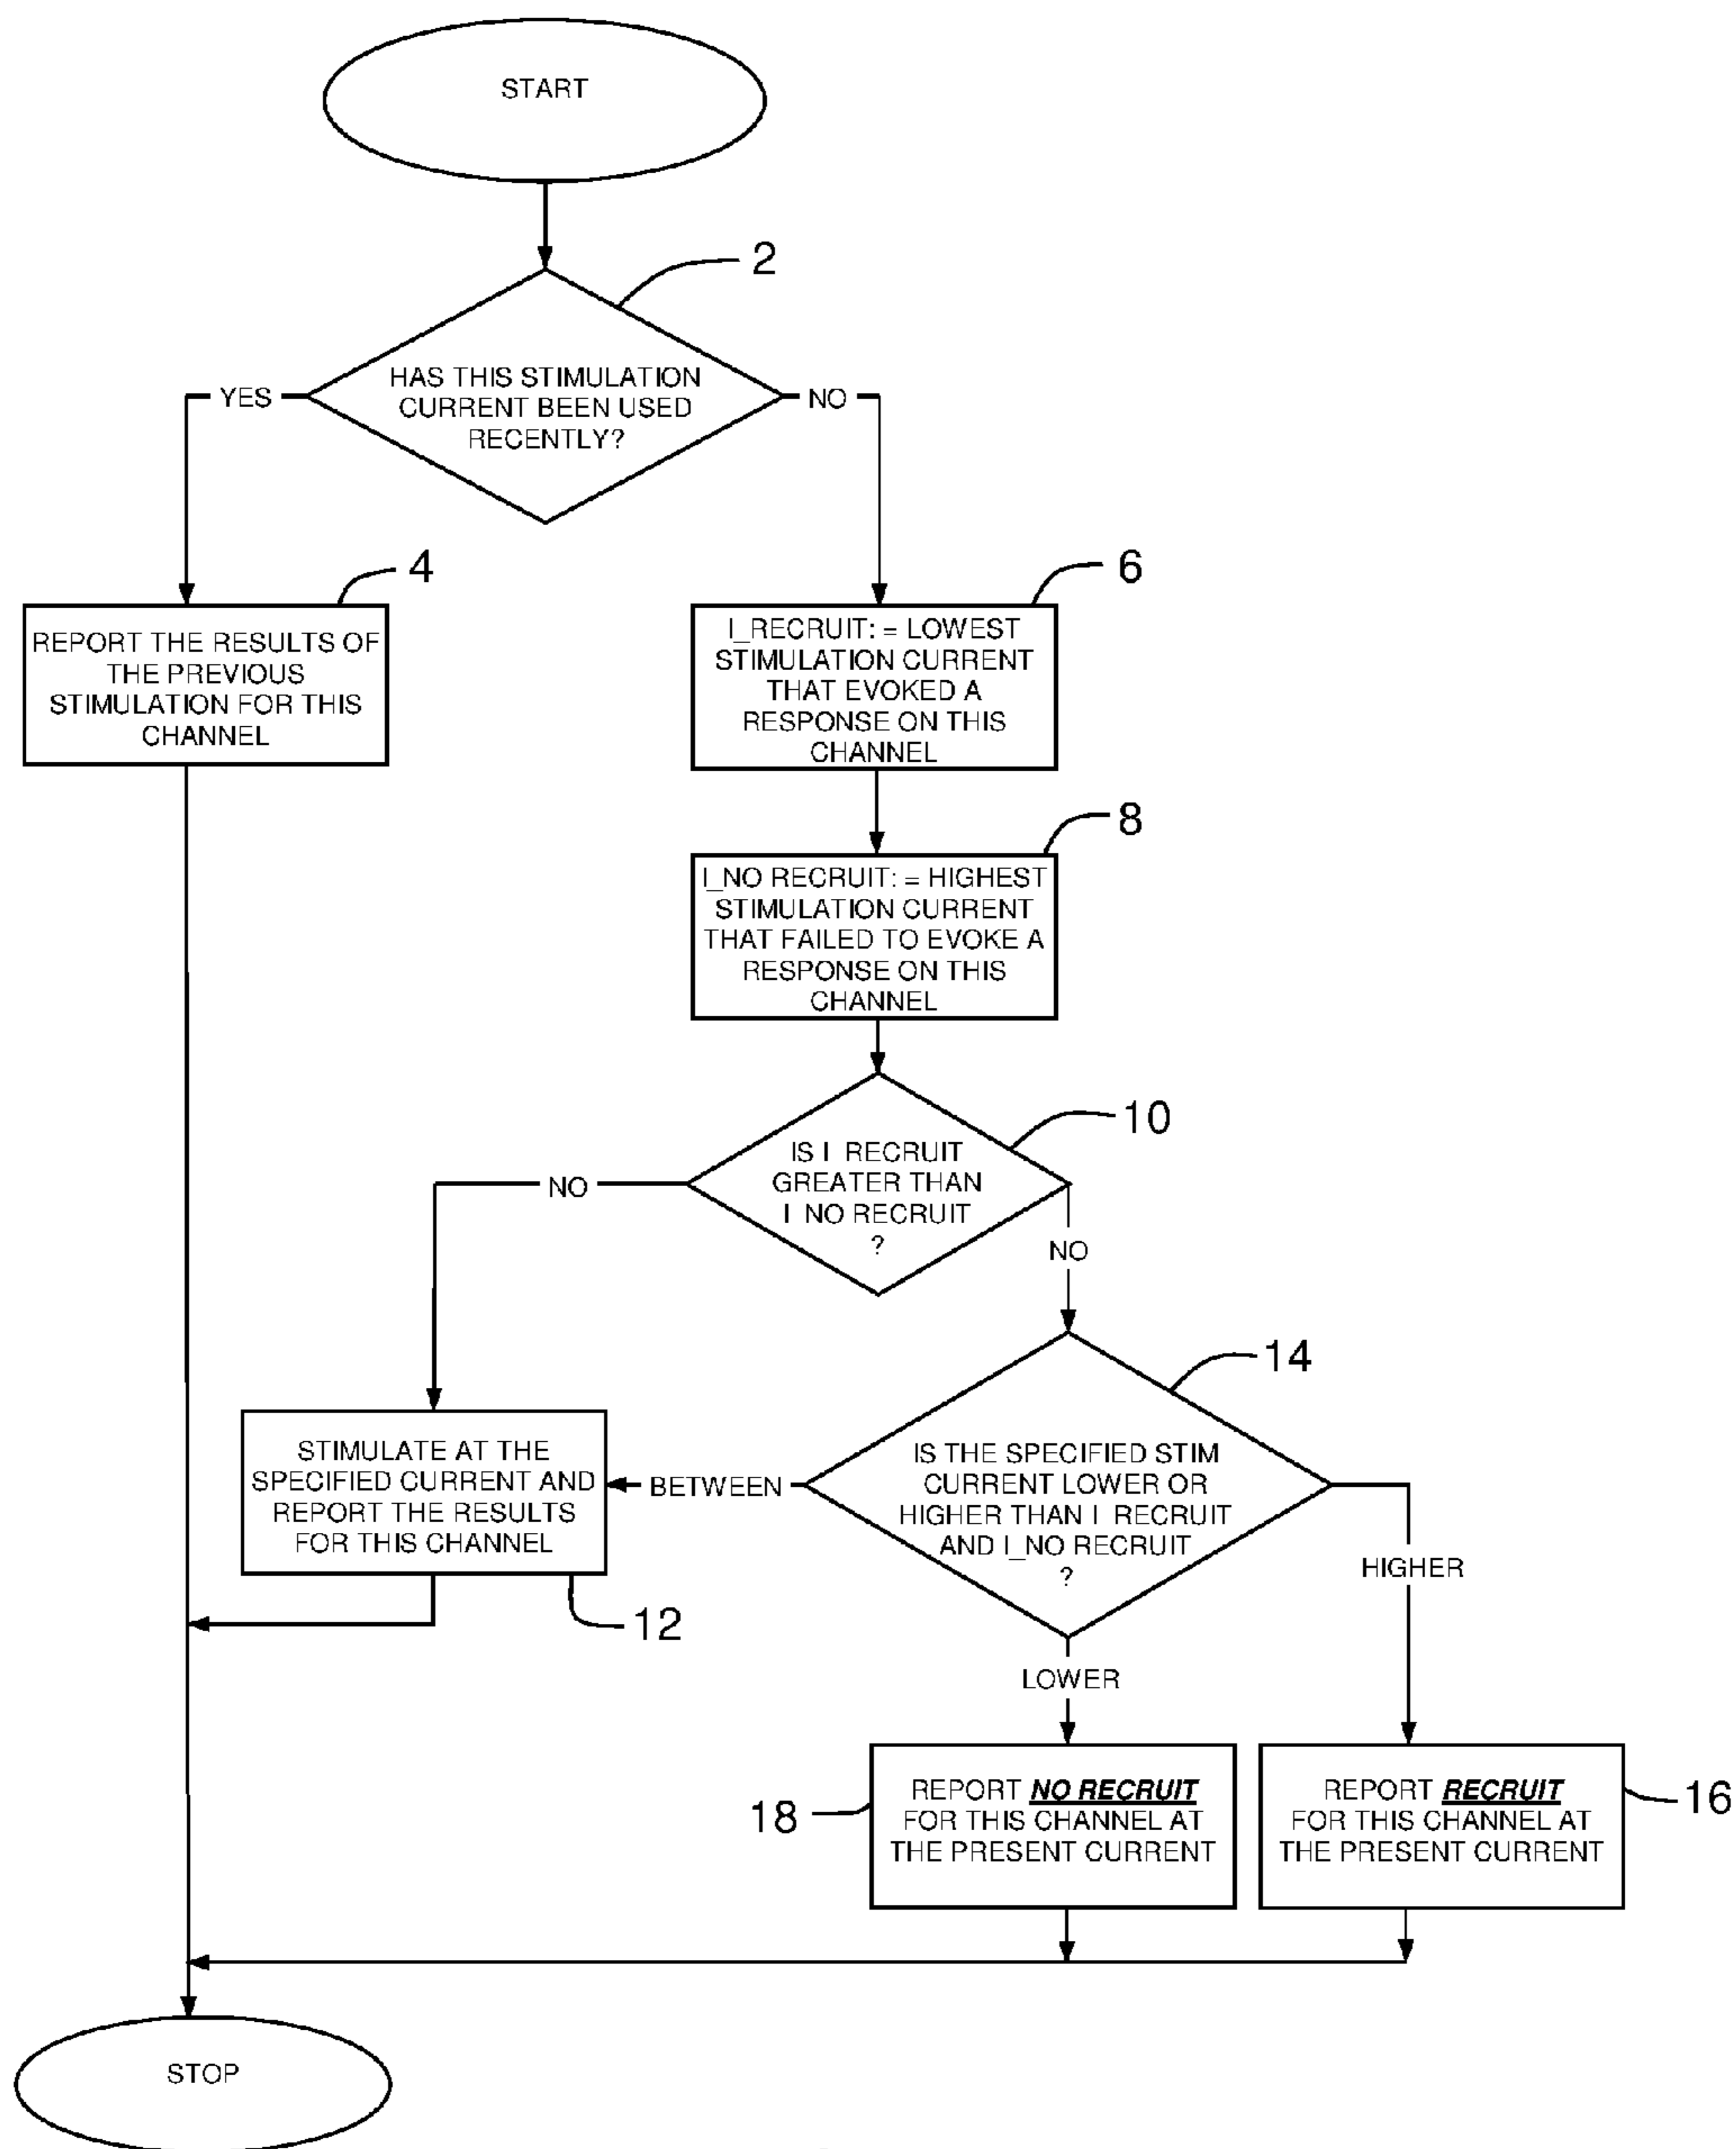 START
2
HAS THIS STIMULATION
CURRENT BEEN USED
RECENTLY?
YES
NO
4
REPORT THE RESULTS OF
THE PREVIOUS
STIMULATION FOR THIS
CHANNEL
6
I_RECRUIT: = LOWEST
STIMULATION CURRENT
THAT EVOKED A
RESPONSE ON THIS
CHANNEL
8
I_NO RECRUIT: = HIGHEST
STIMULATION CURRENT
THAT FAILED TO EVOKE A
RESPONSE ON THIS
CHANNEL
10
IS I RECRUIT
GREATER THAN
I NO RECRUIT
?
NO
NO
14
IS THE SPECIFIED STIM
CURRENT LOWER OR
HIGHER THAN I RECRUIT
AND I_NO RECRUIT
?
BETWEEN
STIMULATE AT THE
SPECIFIED CURRENT AND
REPORT THE RESULTS
FOR THIS CHANNEL
12
HIGHER
LOWER
18
REPORT NO RECRUIT
FOR THIS CHANNEL AT
THE PRESENT CURRENT
REPORT RECRUIT
FOR THIS CHANNEL AT
THE PRESENT CURRENT
16
STOP